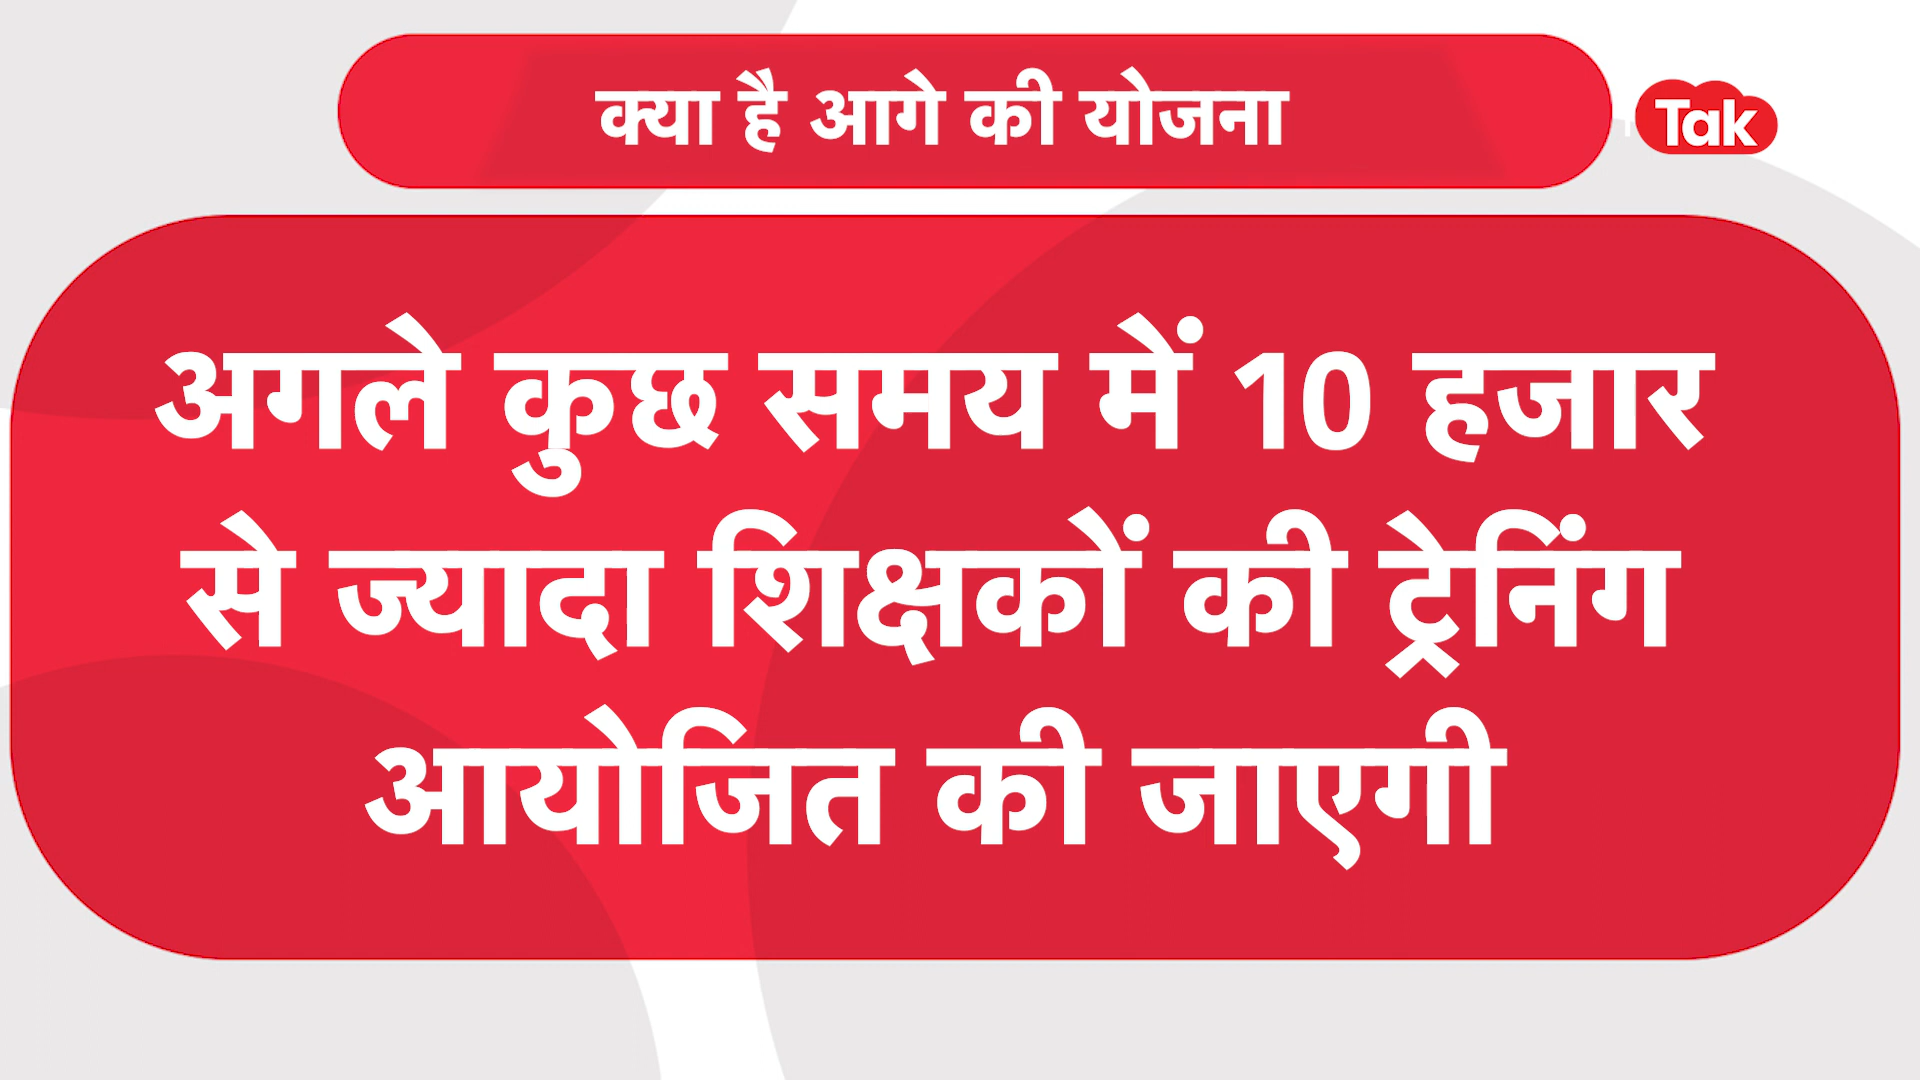 क्या है आगे की योजना
Tak
अगले कुछ समय में 10 हजार
से ज्यादा शिक्षकों की ट्रेनिंग
आयोजित की जाएगी